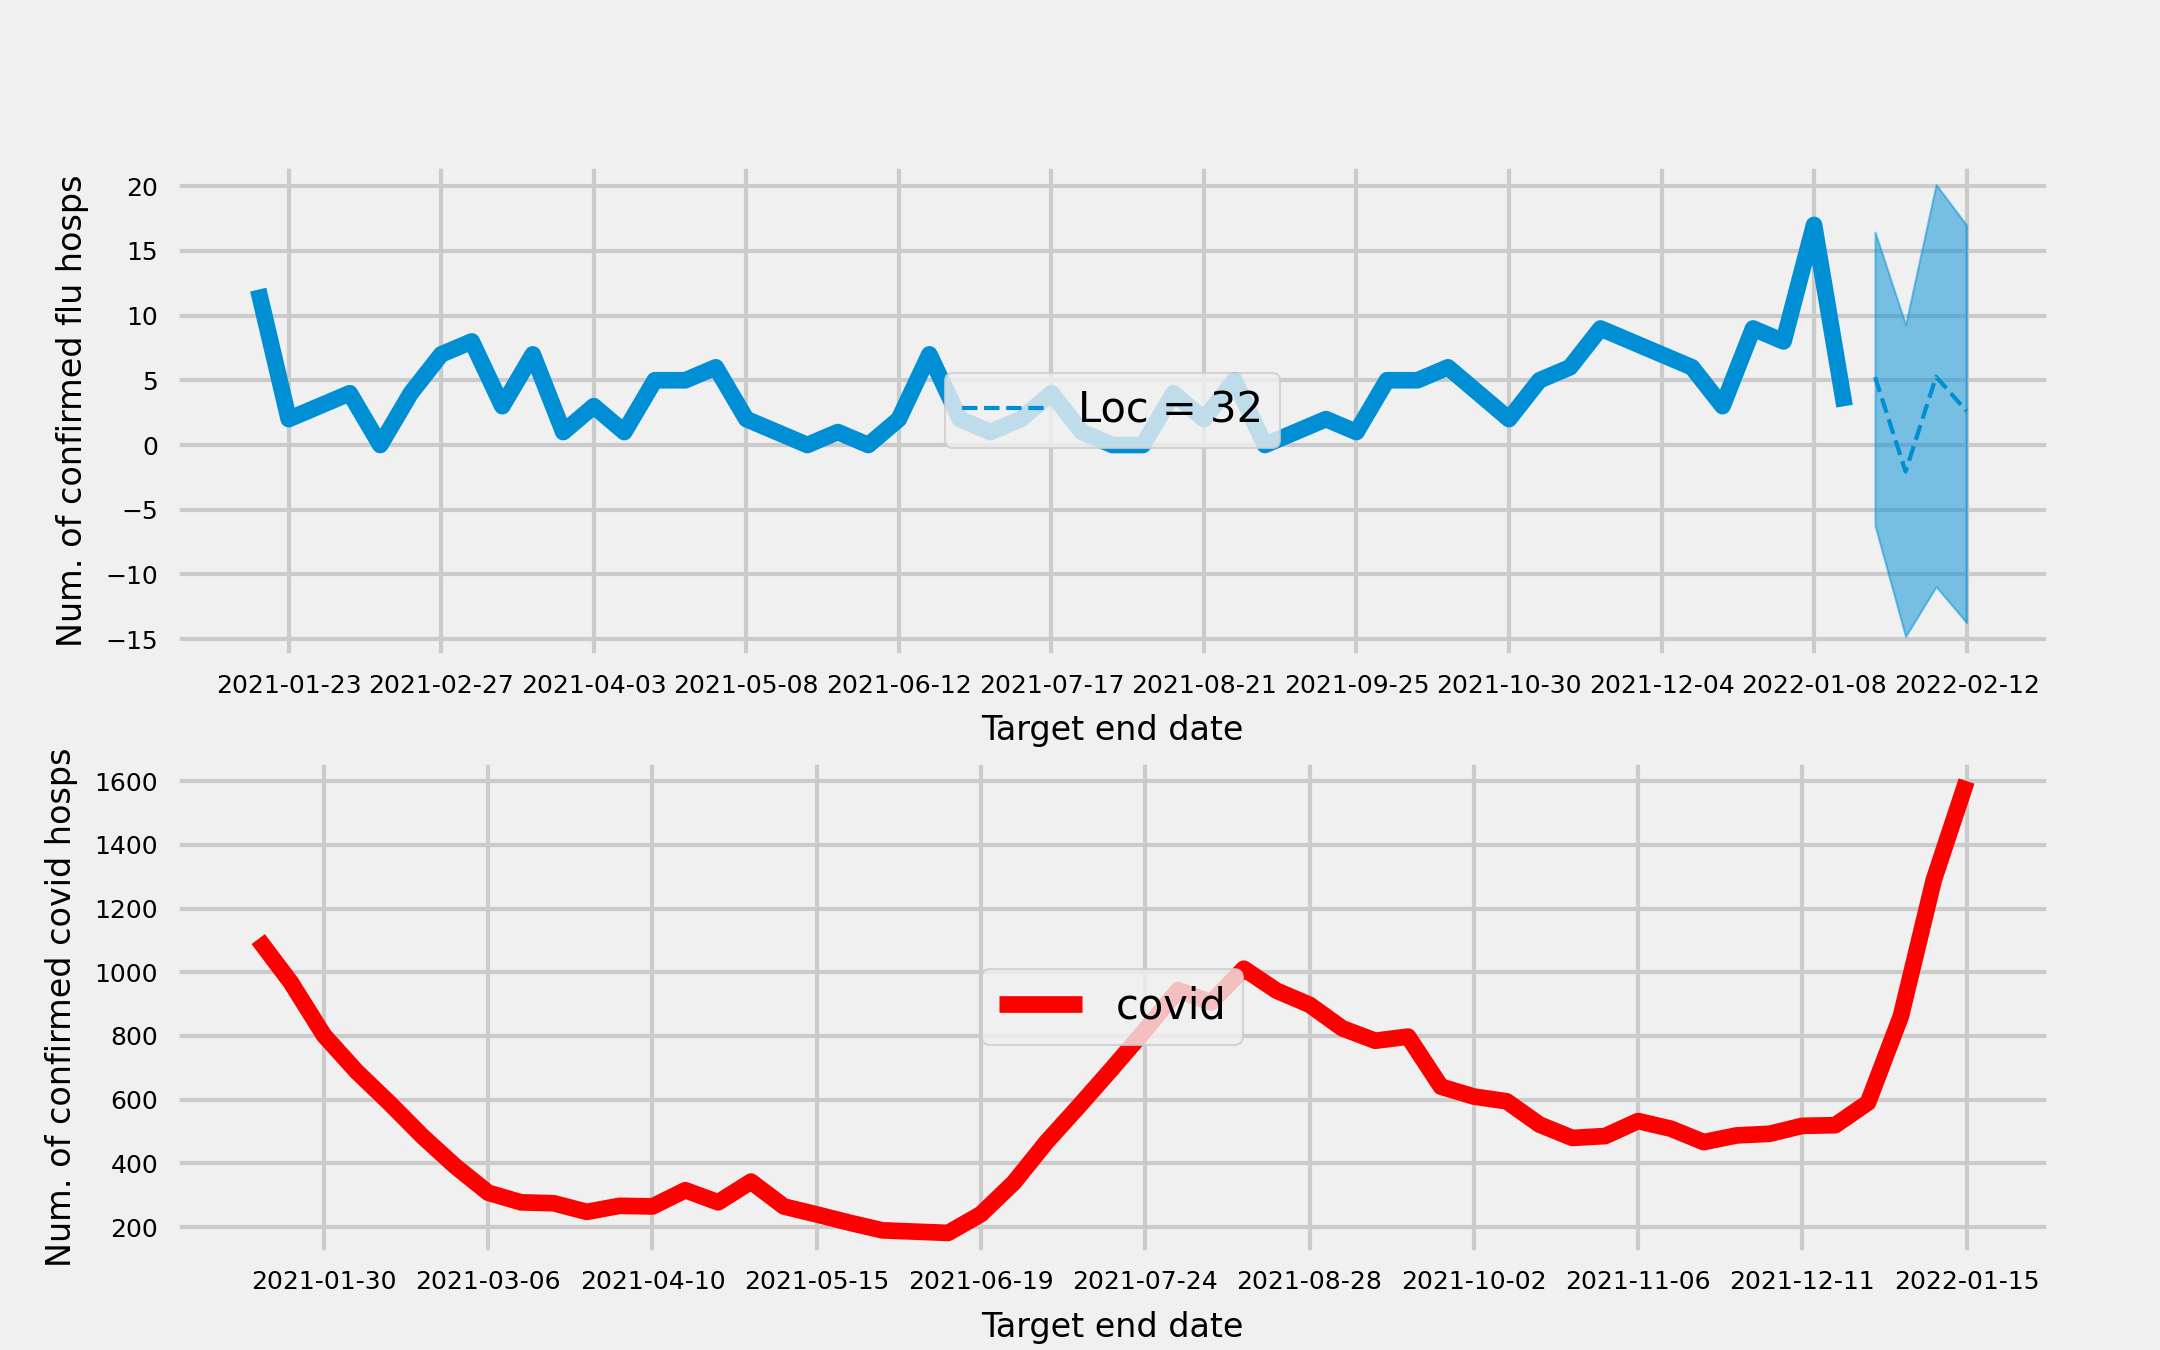 Num. of confirmed flu hosps
20
15
10
5
0
−5
−10
−15
Loc = 32
2021-01-23 2021-02-27 2021-04-03 2021-05-08 2021-06-12 2021-07-17 2021-08-21 2021-09-25 2021-10-30 2021-12-04 2022-01-08 2022-02-12
Target end date
Num. of confirmed covid hosps
1600
1400
1200
1000
800
600
400
200
covid
2021-01-30 2021-03-06 2021-04-10 2021-05-15 2021-06-19 2021-07-24 2021-08-28 2021-10-02 2021-11-06 2021-12-11 2022-01-15
Target end date